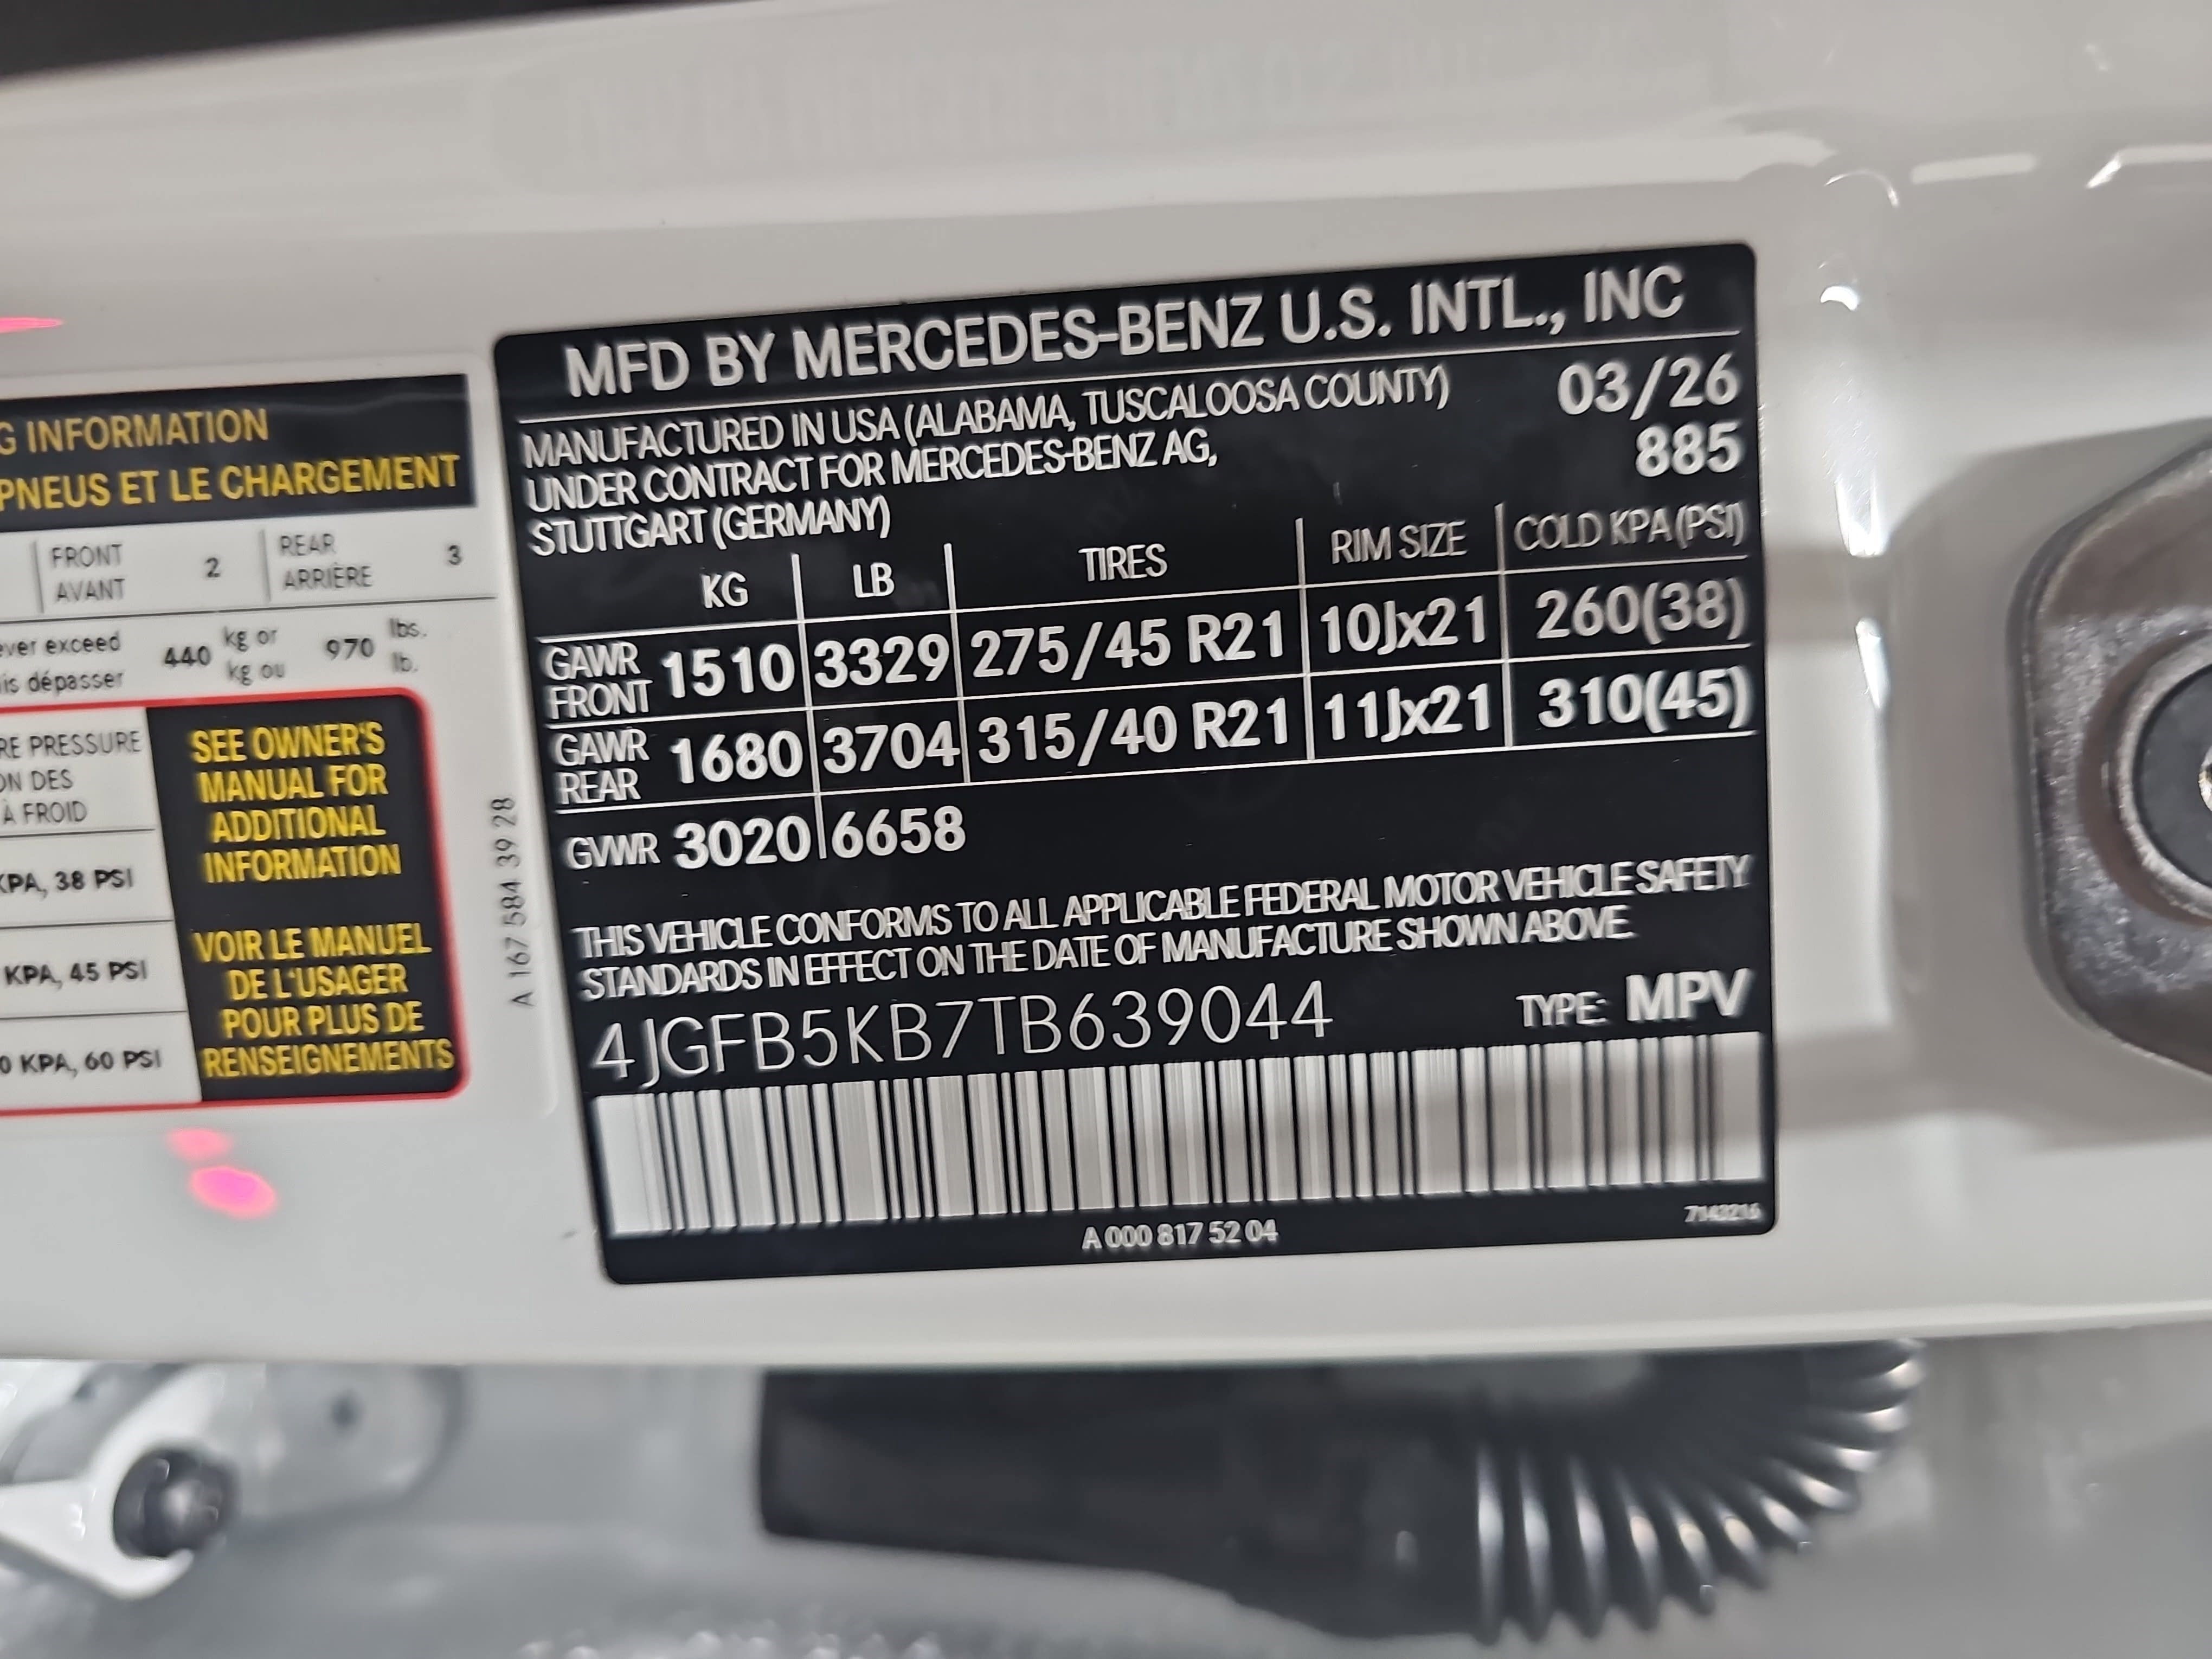 G INFORMATION
PNEUS ET LE CHARGEMENT
FRONT
AVANT
2
REAR
ARRIÈRE
3
ever exceed
is dépasser
440
kg or
kg ou
970
lbs.
lb.
RE PRESSURE
ON DES
À FROID
KPA, 38 PSI
KPA, 45 PSI
0 KPA, 60 PSI
SEE OWNER'S
MANUAL FOR
ADDITIONAL
INFORMATION
VOIR LE MANUEL
DE L'USAGER
POUR PLUS DE
RENSEIGNEMENTS
A 167 584 39 28
MFD BY MERCEDES-BENZ U.S. INTL., INC
MANUFACTURED IN USA (ALABAMA, TUSCALOOSA COUNTY) 03/26
UNDER CONTRACT FOR MERCEDES-BENZ AG, 885
STUTTGART (GERMANY)
KG LB TIRES RIM SIZE COLD KPA (PSI)
GAWR
FRONT
1510 3329 275/45 R21 10Jx21 260(38)
GAWR
REAR
1680 3704 315/40 R21 11Jx21 310(45)
GVWR 3020 6658
THIS VEHICLE CONFORMS TO ALL APPLICABLE FEDERAL MOTOR VEHICLE SAFETY
STANDARDS IN EFFECT ON THE DATE OF MANUFACTURE SHOWN ABOVE.
4JGFB5KB7TB639044 TYPE: MPV
A 000 817 52 04
7143216